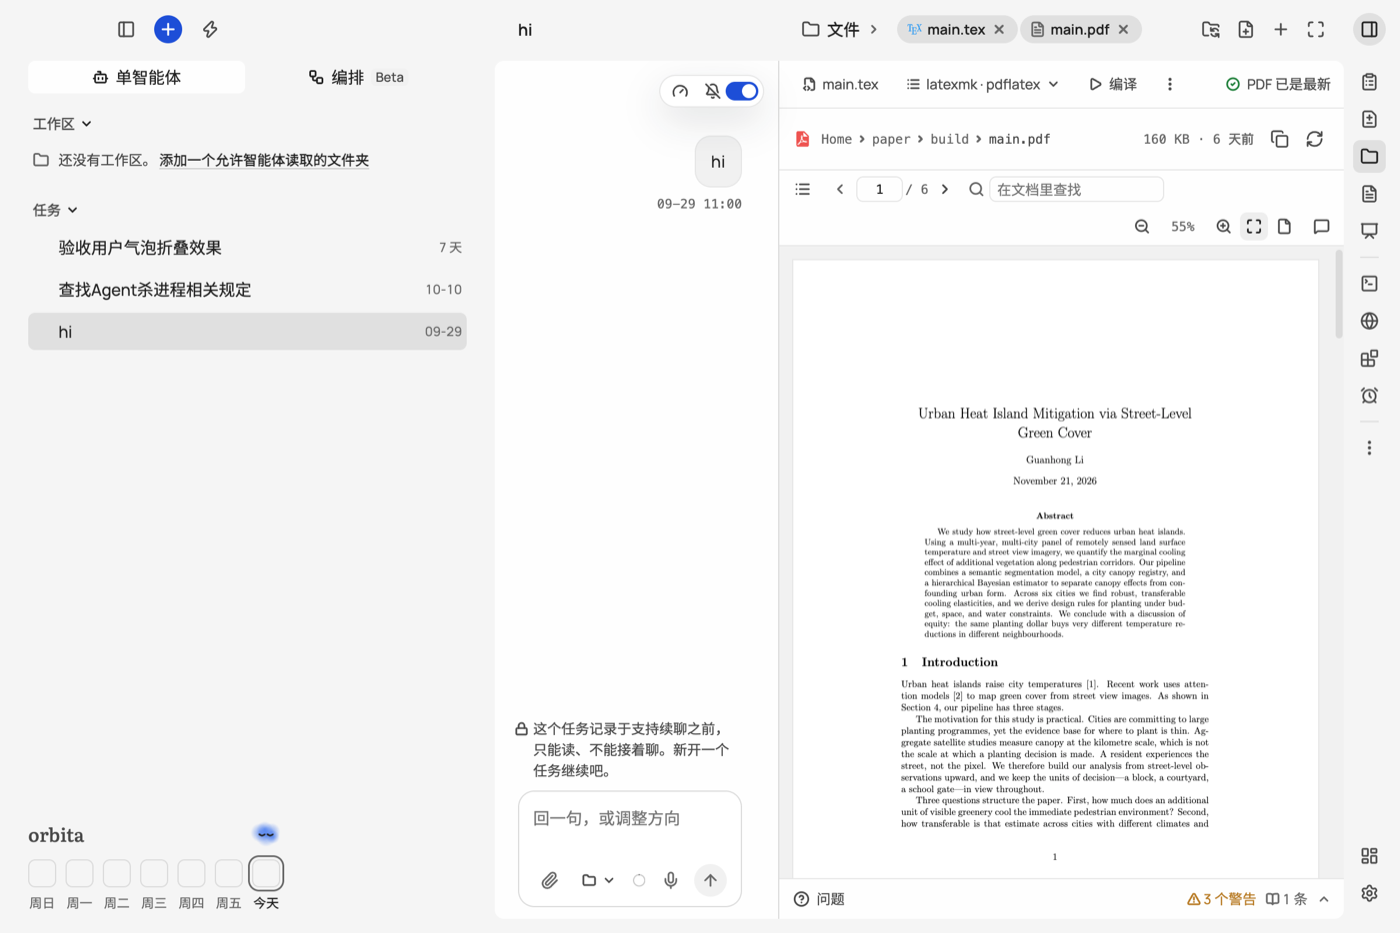 单智能体
编排 Beta
工作区
还没有工作区。 添加一个允许智能体读取的文件夹
任务
验收用户气泡折叠效果 7 天
查找Agent杀进程相关规定 10-10
hi 09-29
orbita
周日 周一 周二 周三 周四 周五 今天
hi
hi
09-29 11:00
这个任务记录于支持续聊之前，
只能读、不能接着聊。新开一个
任务继续吧。
回一句，或调整方向
文件
main.tex
main.pdf
main.tex
latexmk · pdflatex
编译
PDF 已是最新
Home > paper > build > main.pdf
160 KB · 6 天前
1 / 6
在文档里查找
55%
Urban Heat Island Mitigation via Street-Level
Green Cover
Guanhong Li
November 21, 2026
Abstract
We study how street-level green cover reduces urban heat islands.
Using a multi-year, multi-city panel of remotely sensed land surface
temperature and street view imagery, we quantify the marginal cooling
effect of additional vegetation along pedestrian corridors. Our pipeline
combines a semantic segmentation model, a city canopy registry, and
a hierarchical Bayesian estimator to separate canopy effects from con-
founding urban form. Across six cities we find robust, transferable
cooling elasticities, and we derive design rules for planting under bud-
get, space, and water constraints. We conclude with a discussion of
equity: the same planting dollar buys very different temperature re-
ductions in different neighbourhoods.
1 Introduction
Urban heat islands raise city temperatures [1]. Recent work uses atten-
tion models [2] to map green cover from street view images. As shown in
Section 4, our pipeline has three stages.
The motivation for this study is practical. Cities are committing to large
planting programmes, yet the evidence base for where to plant is thin. Ag-
gregate satellite studies measure canopy at the kilometre scale, which is not
the scale at which a planting decision is made. A resident experiences the
street, not the pixel. We therefore build our analysis from street-level ob-
servations upward, and we keep the units of decision—a block, a courtyard,
a school gate—in view throughout.
Three questions structure the paper. First, how much does an additional
unit of visible greenery cool the immediate pedestrian environment? Second,
how transferable is that estimate across cities with different climates and
1
问题
3 个警告
1 条